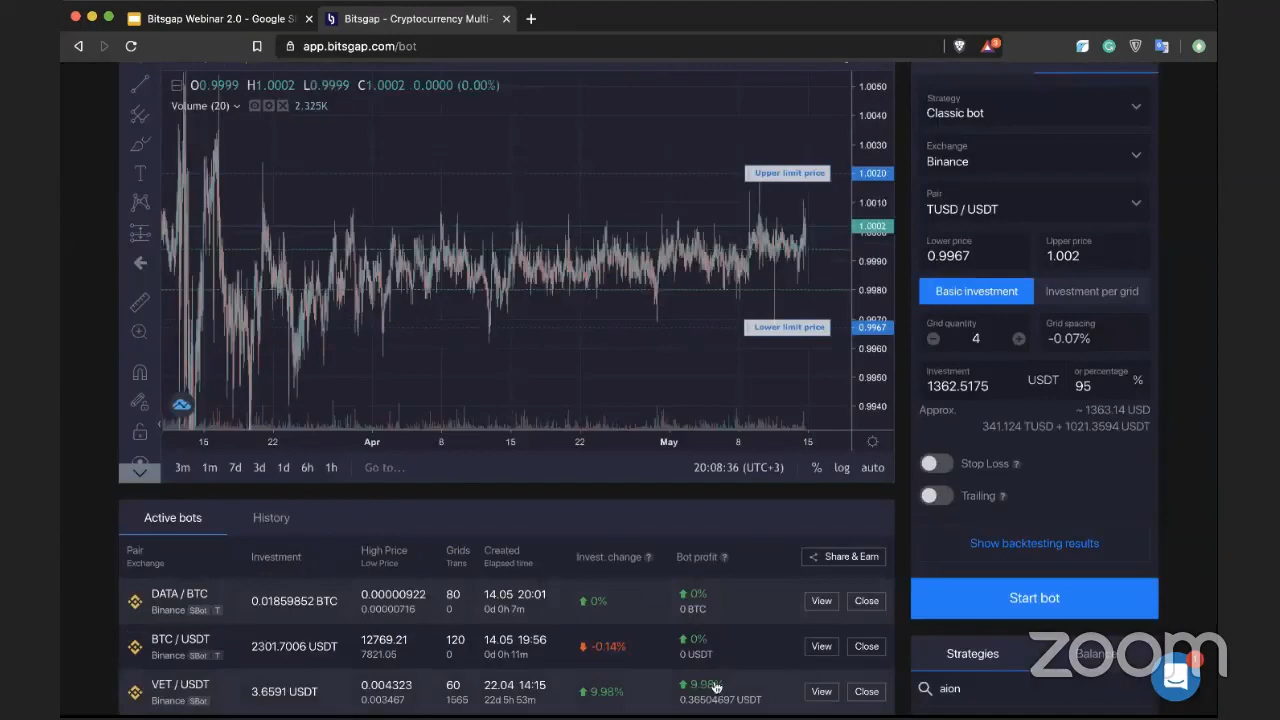 Bitsgap Webinar 2.0 - Google Sl
Bitsgap - Cryptocurrency Multi-
app.bitsgap.com/bot
O0.9999 H1.0002 L0.9999 C1.0002 0.0000 (0.00%)
Volume (20) 2.325K
1.0050
1.0040
1.0030
Upper limit price 1.0020
1.0010
1.0002
1.0000
0.9990
0.9980
0.9970
Lower limit price 0.9967
0.9960
0.9950
0.9940
15 22 Apr 8 15 22 May 8 15
3m 1m 7d 3d 1d 6h 1h Go to... 20:08:36 (UTC+3) % log auto
Strategy
Classic bot
Exchange
Binance
Pair
TUSD / USDT
Lower price Upper price
0.9967 1.002
Basic investment Investment per grid
Grid quantity Grid spacing
4 -0.07%
Investment or percentage
1362.5175 USDT 95 %
Approx. ~ 1363.14 USD
341.124 TUSD + 1021.3594 USDT
Stop Loss ?
Trailing ?
Show backtesting results
Start bot
Strategies Balance
aion
1
Active bots History
Pair Investment High Price Grids Created Invest. change ? Bot profit ? Share & Earn
Exchange Low Price Trans Elapsed time
DATA / BTC 0.01859852 BTC 0.00000922 80 14.05 20:01 0% 0% View Close
Binance SBot T 0.00000716 0 0d 0h 7m 0 BTC
BTC / USDT 2301.7006 USDT 12769.21 120 14.05 19:56 -0.14% 0% View Close
Binance SBot T 7821.05 0 0d 0h 11m 0 USDT
VET / USDT 3.6591 USDT 0.004323 60 22.04 14:15 9.98% 9.98% View Close
Binance SBot 0.003467 1565 22d 5h 53m 0.36504697 USDT
zoom